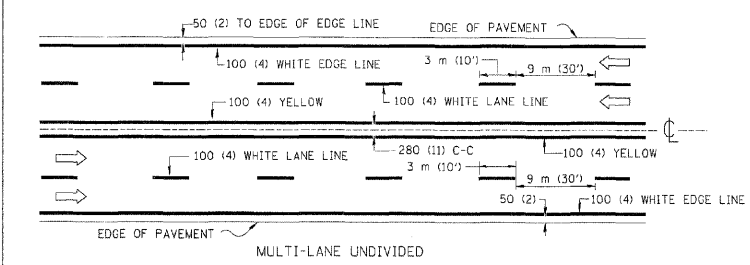 50 (2) TO EDGE OF EDGE LINE
EDGE OF PAVEMENT
100 (4) WHITE EDGE LINE
3 m (10')
9 m (30')
100 (4) YELLOW
100 (4) WHITE LANE LINE
℄
100 (4) WHITE LANE LINE
280 (11) C-C
100 (4) YELLOW
3 m (10')
9 m (30')
50 (2)
100 (4) WHITE EDGE LINE
EDGE OF PAVEMENT
MULTI-LANE UNDIVIDED